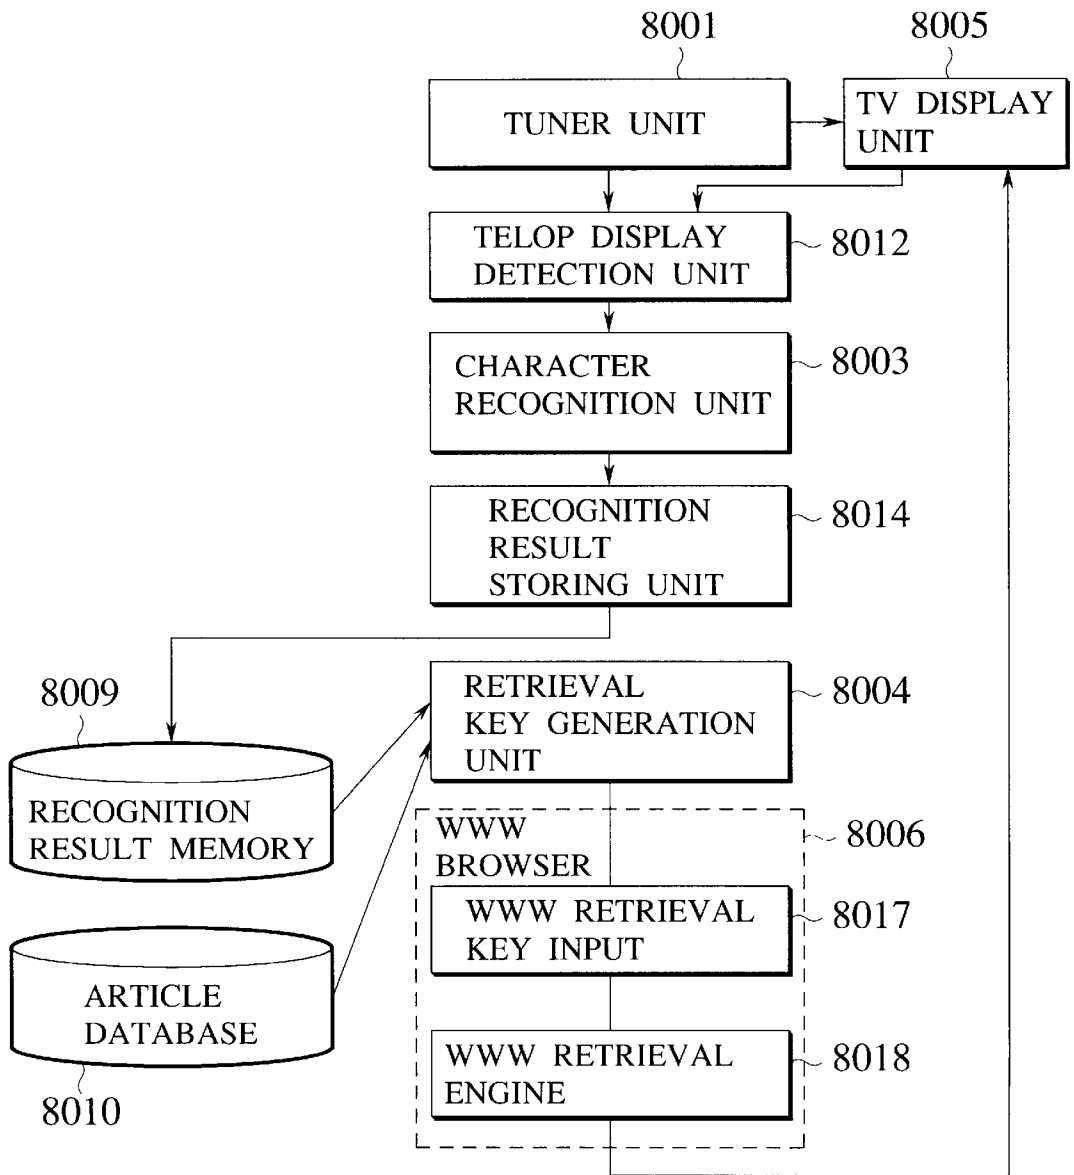 8001
8005
TUNER UNIT
TV DISPLAY
UNIT
TELOP DISPLAY
DETECTION UNIT
8012
CHARACTER
RECOGNITION UNIT
8003
RECOGNITION
RESULT
STORING UNIT
8014
8009
RETRIEVAL
KEY GENERATION
UNIT
8004
RECOGNITION
RESULT MEMORY
WWW
BROWSER
8006
WWW RETRIEVAL
KEY INPUT
8017
ARTICLE
DATABASE
8010
WWW RETRIEVAL
ENGINE
8018